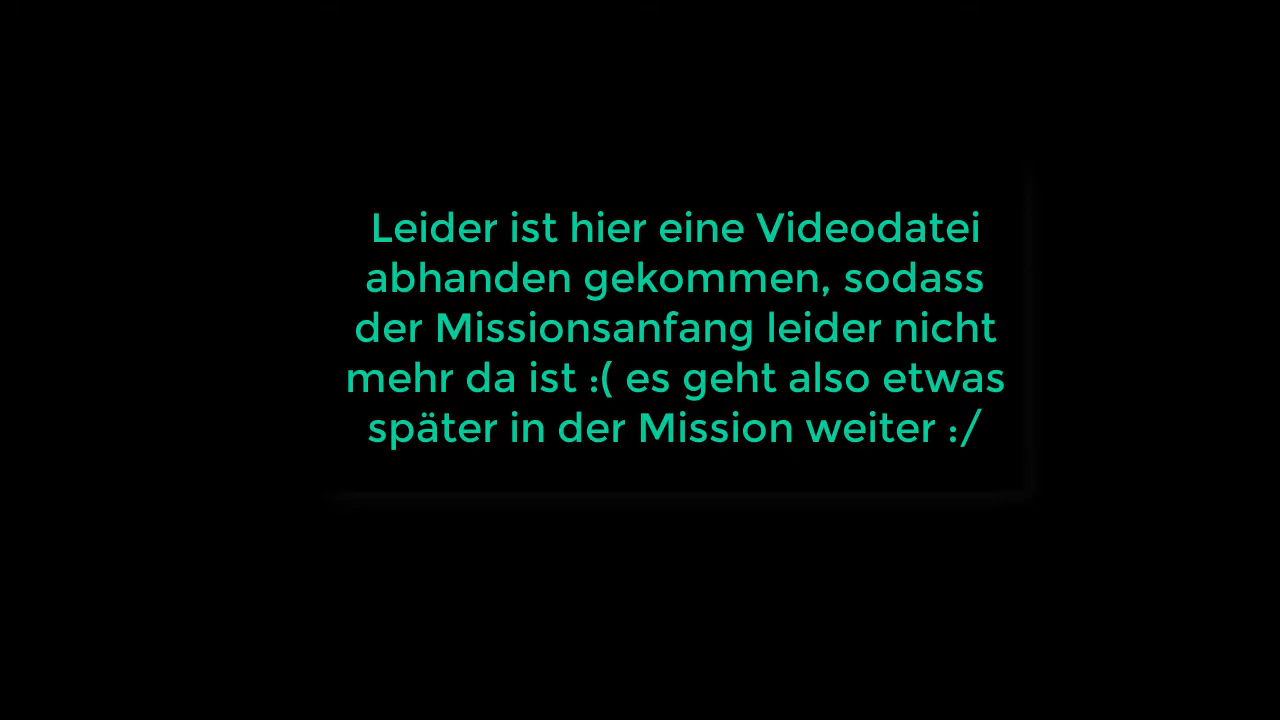 Leider ist hier eine Videodatei
abhanden gekommen, sodass
der Missionsanfang leider nicht
mehr da ist :( es geht also etwas
später in der Mission weiter :/